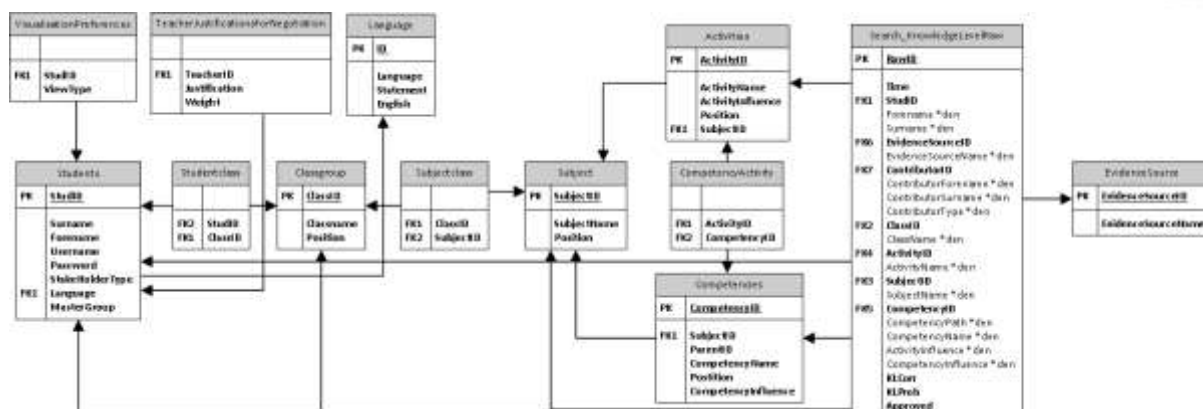 VisualisationPreferences
FK1 StudID
ViewType
TeacherJustificationsForNegotiation
FK1 TeacherID
Justification
Weight
Language
PK ID
Language
Statement
English
Activities
PK ActivityID
ActivityName
ActivityInfluence
Position
FK1 SubjectID
Search_KnowledgeLevelRaw
PK RawID
Time
FK1 StudID
Forename *den
Surname *den
FK6 EvidenceSourceID
EvidenceSourceName *den
FK7 ContributorID
ContributorForename *den
ContributorSurname *den
ContributorType *den
FK2 ClassID
ClassName *den
FK4 ActivityID
ActivityName *den
FK3 SubjectID
SubjectName *den
FK5 CompetencyID
CompetencyPath *den
CompetencyName *den
ActivityInfluence *den
CompetencyInfluence *den
KLCont
KLProb
Approved
Students
PK StudID
Surname
Forename
Username
Password
StakeHolderType
FK1 Language
MasterGroup
Studentclass
FK2 StudID
FK1 ClassID
Classgroup
PK ClassID
Classname
Position
Subjectclass
FK1 ClassID
FK2 SubjectID
Subject
PK SubjectID
SubjectName
Position
CompetencyActivity
FK1 ActivityID
FK2 CompetencyID
EvidenceSource
PK EvidenceSourceID
EvidenceSourceName
Competencies
PK CompetencyID
FK1 SubjectID
ParentID
CompetencyName
Postition
CompetencyInfluence